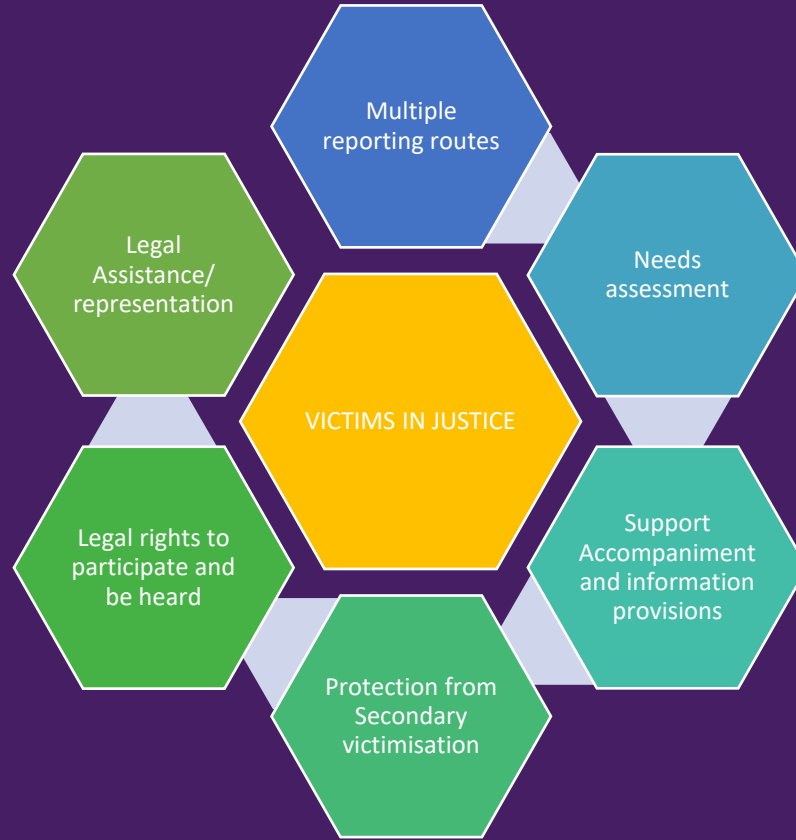 Multiple
reporting routes
Needs
assessment
Support
Accompaniment
and information
provisions
Protection from
Secondary
victimisation
Legal rights to
participate and
be heard
Legal
Assistance/
representation
VICTIMS IN JUSTICE